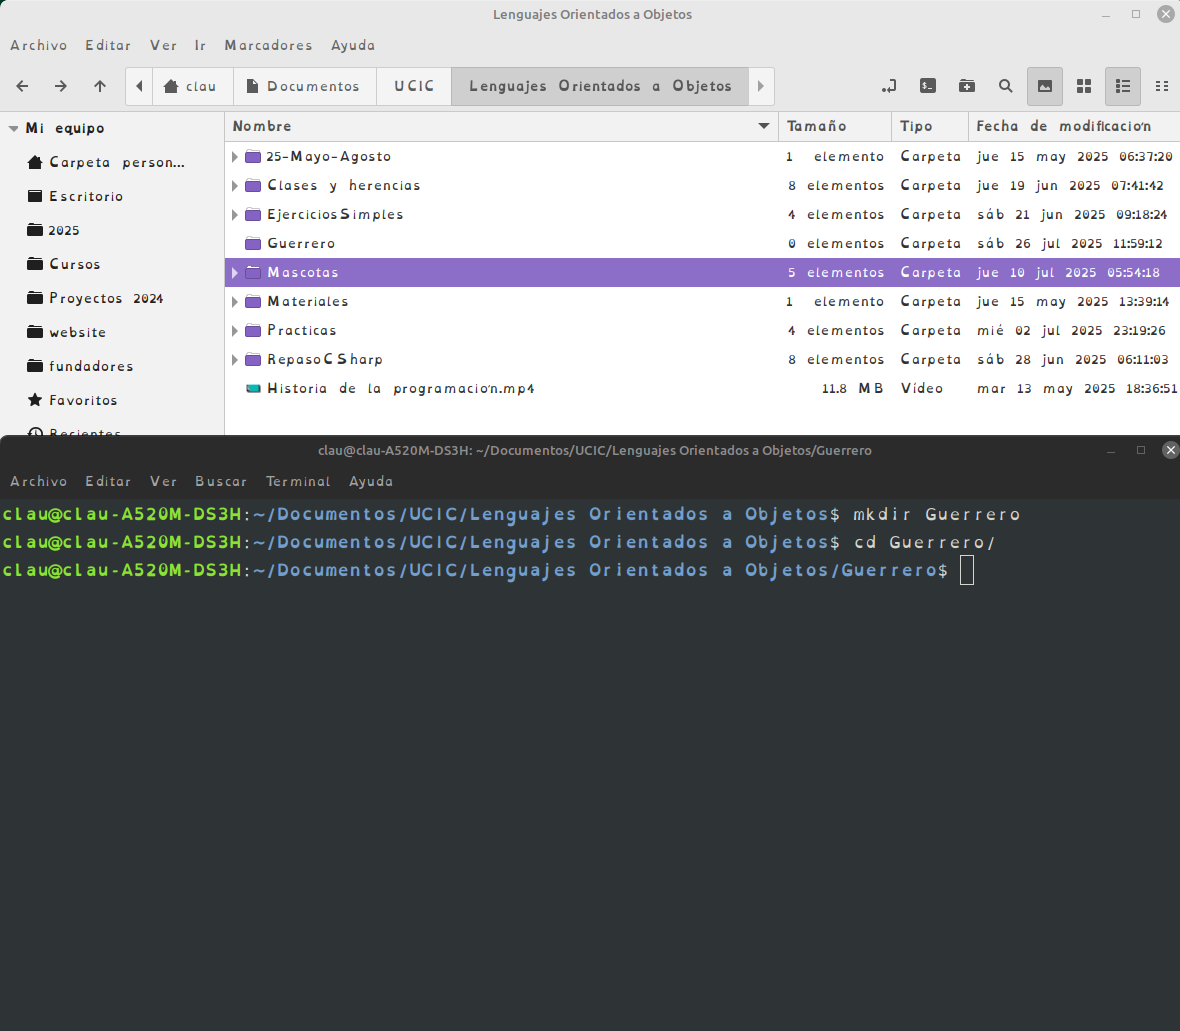 Lenguajes Orientados a Objetos
Archivo Editar Ver Ir Marcadores Ayuda
clau Documentos UCIC Lenguajes Orientados a Objetos
Mi equipo
Carpeta person...
Escritorio
2025
Cursos
Proyectos 2024
website
fundadores
Favoritos
Recientes
Nombre Tamaño Tipo Fecha de modificación
25-Mayo-Agosto 1 elemento Carpeta jue 15 may 2025 06:37:20
Clases y herencias 8 elementos Carpeta jue 19 jun 2025 07:41:42
EjerciciosSimples 4 elementos Carpeta sáb 21 jun 2025 09:18:24
Guerrero 0 elementos Carpeta sáb 26 jul 2025 11:59:12
Mascotas 5 elementos Carpeta jue 10 jul 2025 05:54:18
Materiales 1 elemento Carpeta jue 15 may 2025 13:39:14
Practicas 4 elementos Carpeta mié 02 jul 2025 23:19:26
RepasoCSharp 8 elementos Carpeta sáb 28 jun 2025 06:11:03
Historia de la programación.mp4 11.8 MB Vídeo mar 13 may 2025 18:36:51
clau@clau-A520M-DS3H: ~/Documentos/UCIC/Lenguajes Orientados a Objetos/Guerrero
Archivo Editar Ver Buscar Terminal Ayuda
clau@clau-A520M-DS3H:~/Documentos/UCIC/Lenguajes Orientados a Objetos$ mkdir Guerrero
clau@clau-A520M-DS3H:~/Documentos/UCIC/Lenguajes Orientados a Objetos$ cd Guerrero/
clau@clau-A520M-DS3H:~/Documentos/UCIC/Lenguajes Orientados a Objetos/Guerrero$